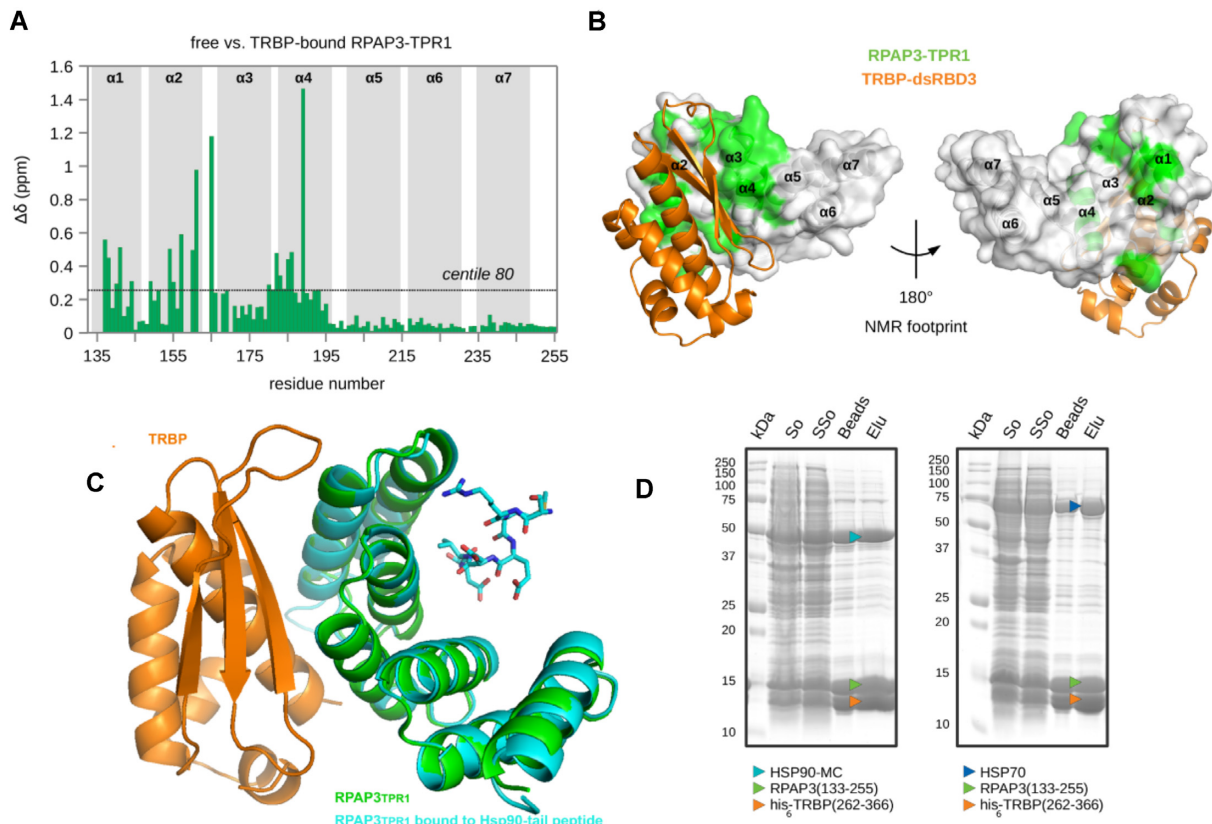 A
free vs. TRBP-bound RPAP3-TPR1
1.6
1.4
1.2
1
0.8
0.6
0.4
0.2
0
Δδ (ppm)
α1 α2 α3 α4 α5 α6 α7
centile 80
135 155 175 195 215 235 255
residue number
B
RPAP3-TPR1
TRBP-dsRBD3
α2 α3 α4 α5 α6 α7
α7 α6 α5 α4 α3 α2 α1
180°
NMR footprint
C
TRBP
RPAP3TPR1
RPAP3TPR1 bound to Hsp90-tail peptide
D
kDa So SSo Beads Elu
250
150
100
75
50
37
25
20
15
10
HSP90-MC
RPAP3(133-255)
his6-TRBP(262-366)
kDa So SSo Beads Elu
250
150
100
75
50
37
25
20
15
10
HSP70
RPAP3(133-255)
his6-TRBP(262-366)